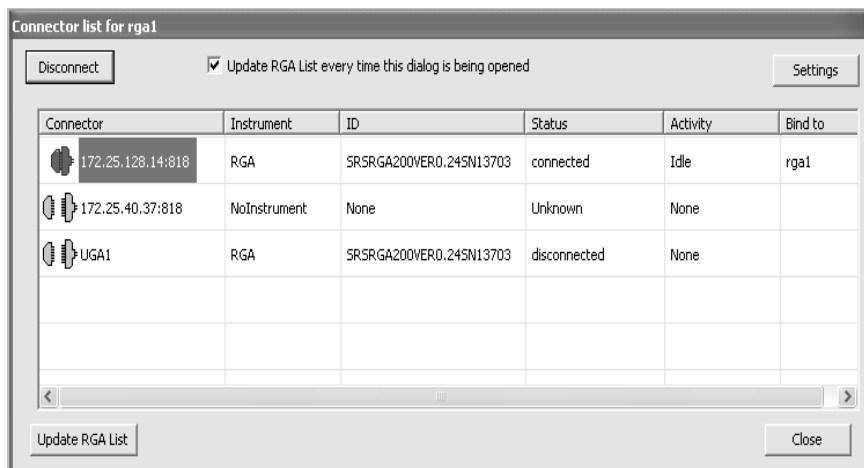 Connector list for rga1
Disconnect Update RGA List every time this dialog is being opened Settings
Connector Instrument ID Status Activity Bind to
172.25.128.14:818 RGA SRSRGA200VER0.24SN13703 connected Idle rga1
172.25.40.37:818 NoInstrument None Unknown None
UGA1 RGA SRSRGA200VER0.24SN13703 disconnected None
Update RGA List Close